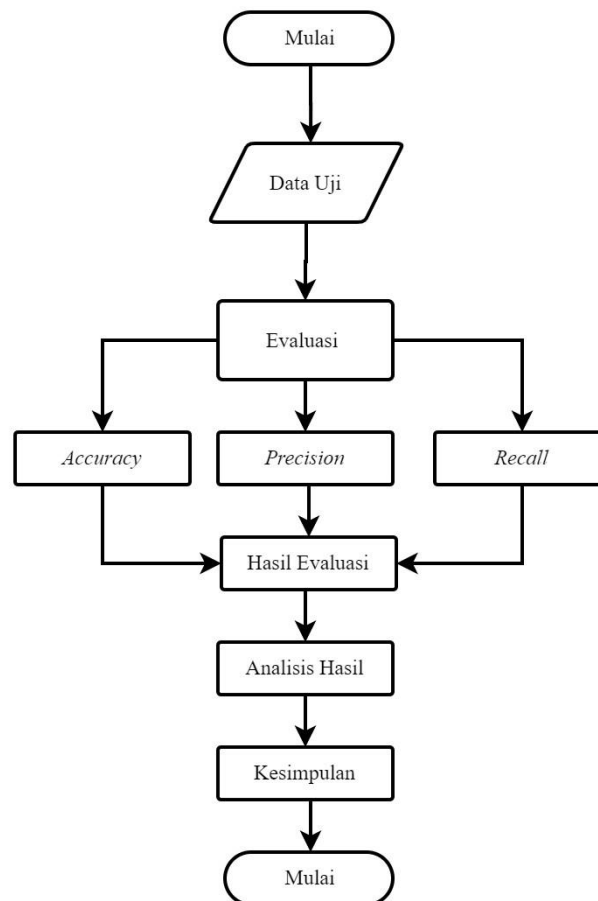 Mulai
Data Uji
Evaluasi
Accuracy
Precision
Recall
Hasil Evaluasi
Analisis Hasil
Kesimpulan
Mulai